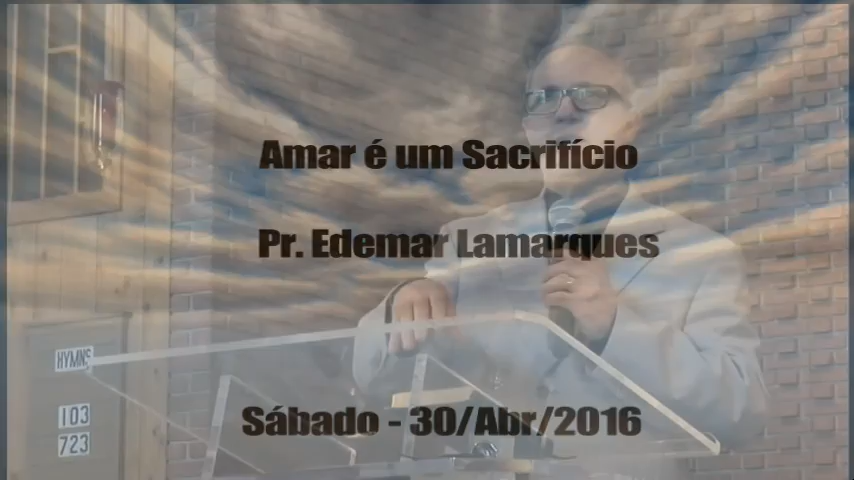 Amar é um Sacrifício
Pr. Edemar Lamarques
HYMNS
103
723
Sábado - 30/Abr/2016